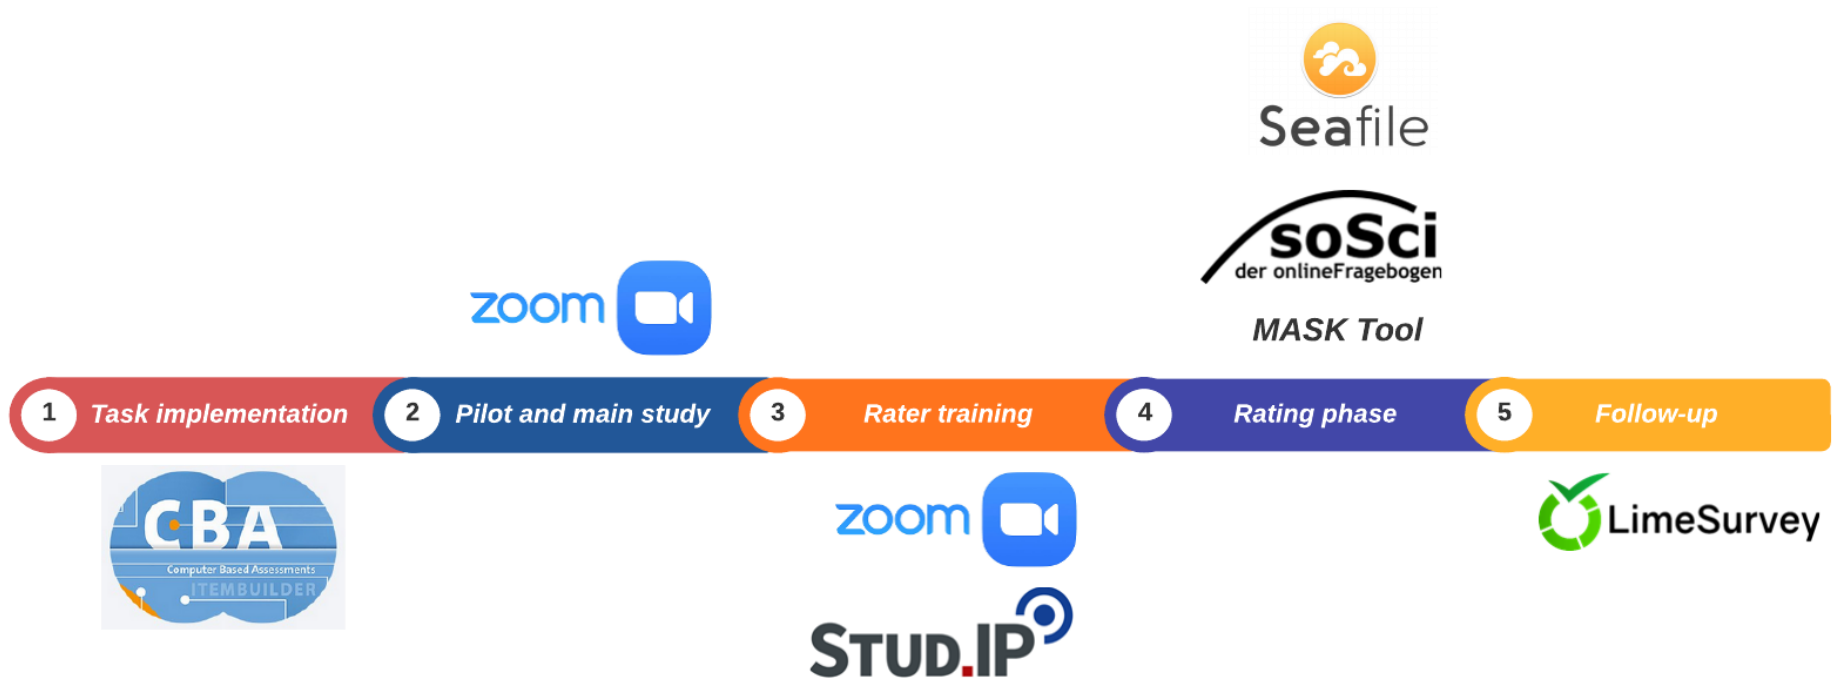 Seafile
soSci
der onlineFragebogen
MASK Tool
zoom
1 Task implementation
2 Pilot and main study
3 Rater training
4 Rating phase
5 Follow-up
CBA
Computer Based Assessments
ITEMBUILDER
zoom
STUD.IP
LimeSurvey